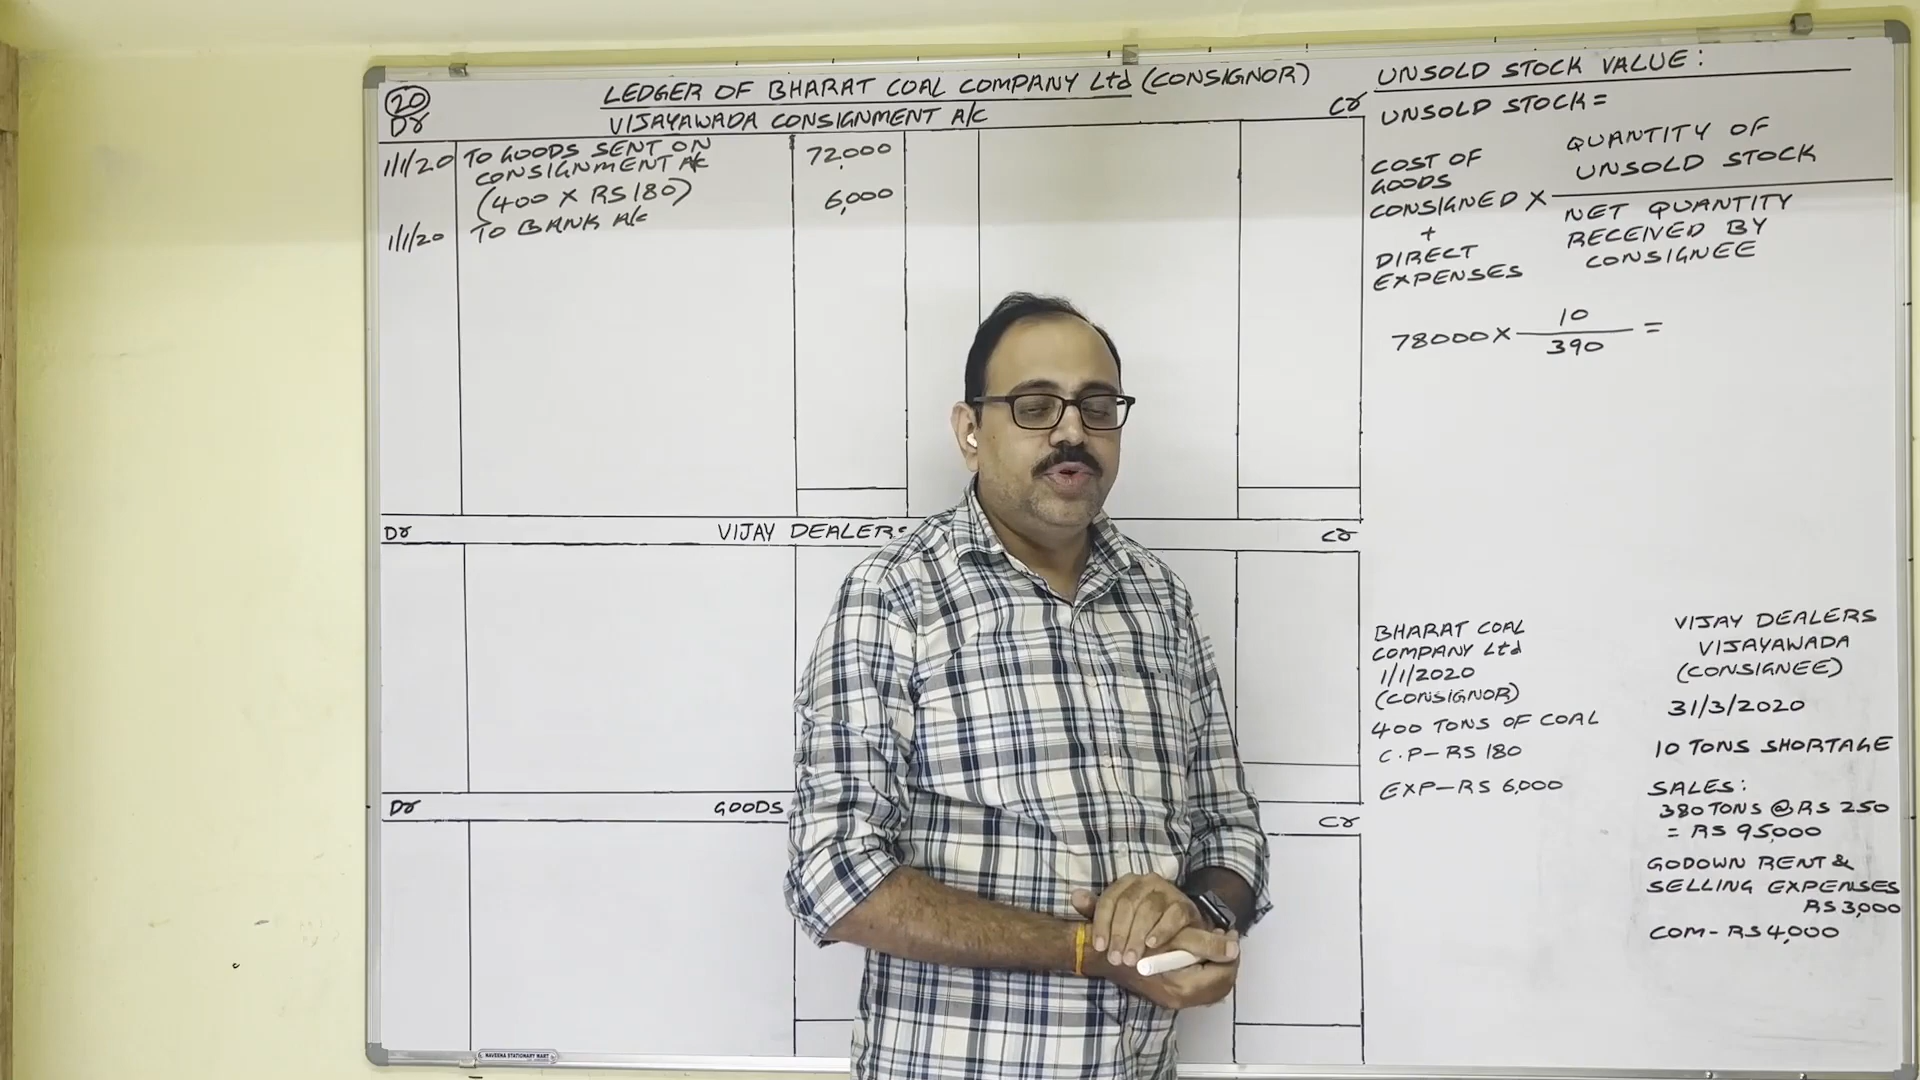 20
LEDGER OF BHARAT COAL COMPANY Ltd (CONSIGNOR)
Dr
VIJAYAWADA CONSIGNMENT A/C
Cr
1/1/20 TO GOODS SENT ON 72,000
CONSIGNMENT A/C
(400 X RS 180)
1/1/20 TO BANK A/C 6,000
Dr
VIJAY DEALERS
Cr
Dr
GOODS
Cr
UNSOLD STOCK VALUE:
UNSOLD STOCK =
COST OF
GOODS
CONSIGNED X
+
DIRECT
EXPENSES
QUANTITY OF
UNSOLD STOCK
NET QUANTITY
RECEIVED BY
CONSIGNEE
78000 X 10
390 =
BHARAT COAL
COMPANY Ltd
1/1/2020
(CONSIGNOR)
400 TONS OF COAL
C.P - RS 180
EXP - RS 6,000
VIJAY DEALERS
VIJAYAWADA
(CONSIGNEE)
31/3/2020
10 TONS SHORTAGE
SALES:
380 TONS @ RS 250
= RS 95,000
GODOWN RENT &
SELLING EXPENSES
RS 3,000
COM - RS 4,000
NAVEENA STATIONARY MART